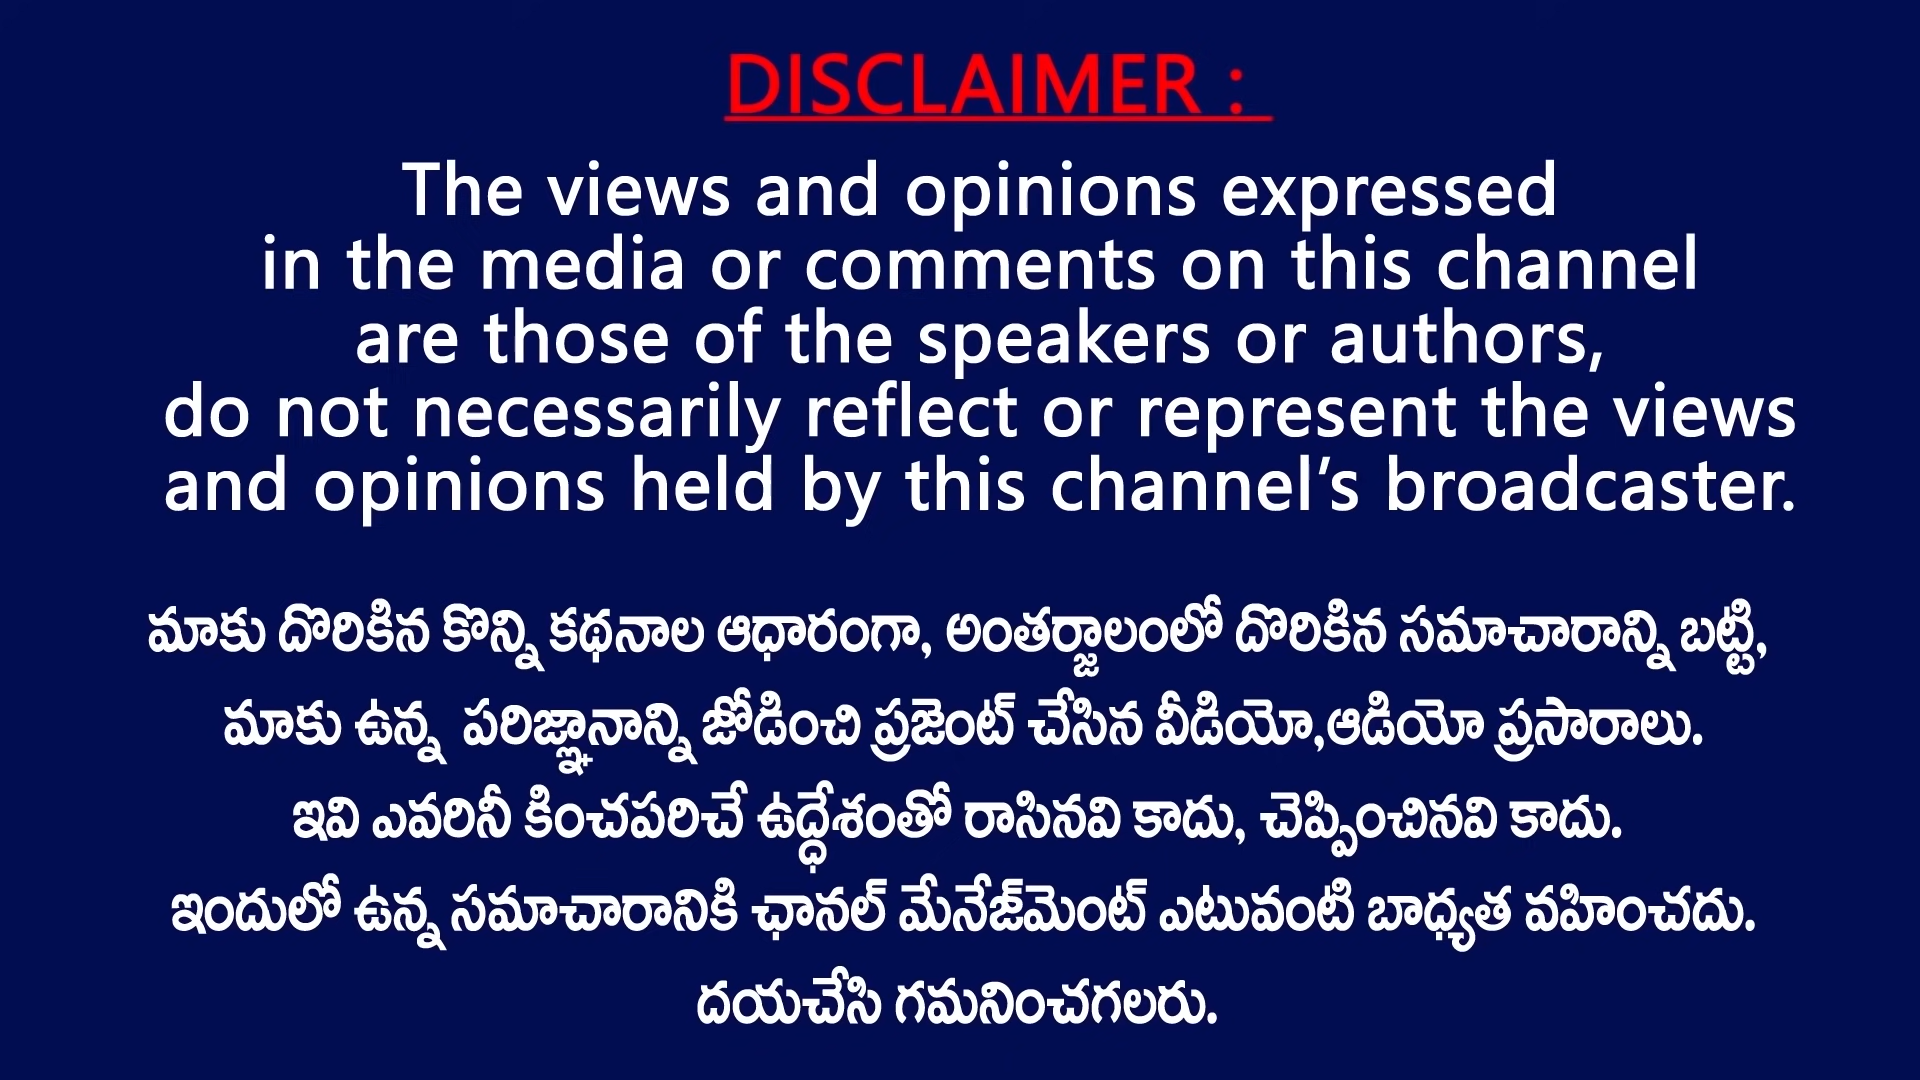 DISCLAIMER :
The views and opinions expressed
in the media or comments on this channel
are those of the speakers or authors,
do not necessarily reflect or represent the views
and opinions held by this channel’s broadcaster.
మాకు దొరికిన కొన్ని కథనాల ఆధారంగా, అంతర్జాలంలో దొరికిన సమాచారాన్ని బట్టి,
మాకు ఉన్న పరిజ్ఞానాన్ని జోడించి ప్రజెంట్ చేసిన వీడియో,ఆడియో ప్రసారాలు.
ఇవి ఎవరినీ కించపరిచే ఉద్ధేశంతో రాసినవి కాదు, చెప్పించినవి కాదు.
ఇందులో ఉన్న సమాచారానికి ఛానల్ మేనేజ్‌మెంట్ ఎటువంటి బాధ్యత వహించదు.
దయచేసి గమనించగలరు.